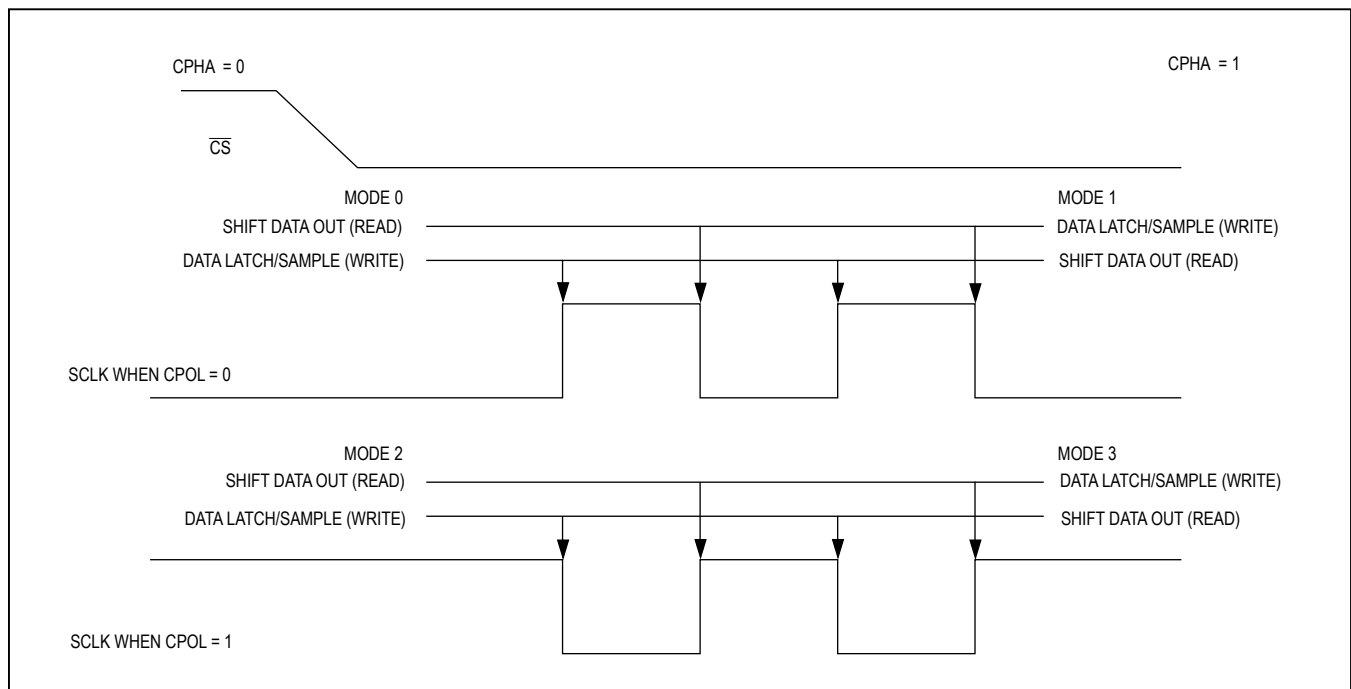 CPHA = 0
CPHA = 1
CS
MODE 0
MODE 1
SHIFT DATA OUT (READ)
DATA LATCH/SAMPLE (WRITE)
DATA LATCH/SAMPLE (WRITE)
SHIFT DATA OUT (READ)
SCLK WHEN CPOL = 0
MODE 2
MODE 3
SHIFT DATA OUT (READ)
DATA LATCH/SAMPLE (WRITE)
DATA LATCH/SAMPLE (WRITE)
SHIFT DATA OUT (READ)
SCLK WHEN CPOL = 1